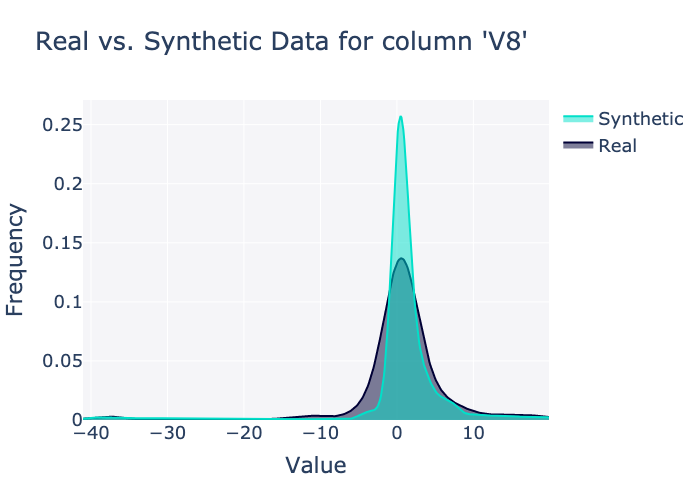 Real vs. Synthetic Data for column 'V8'
Synthetic
Real
Frequency
0.25
0.2
0.15
0.1
0.05
0
−40
−30
−20
−10
0
10
Value